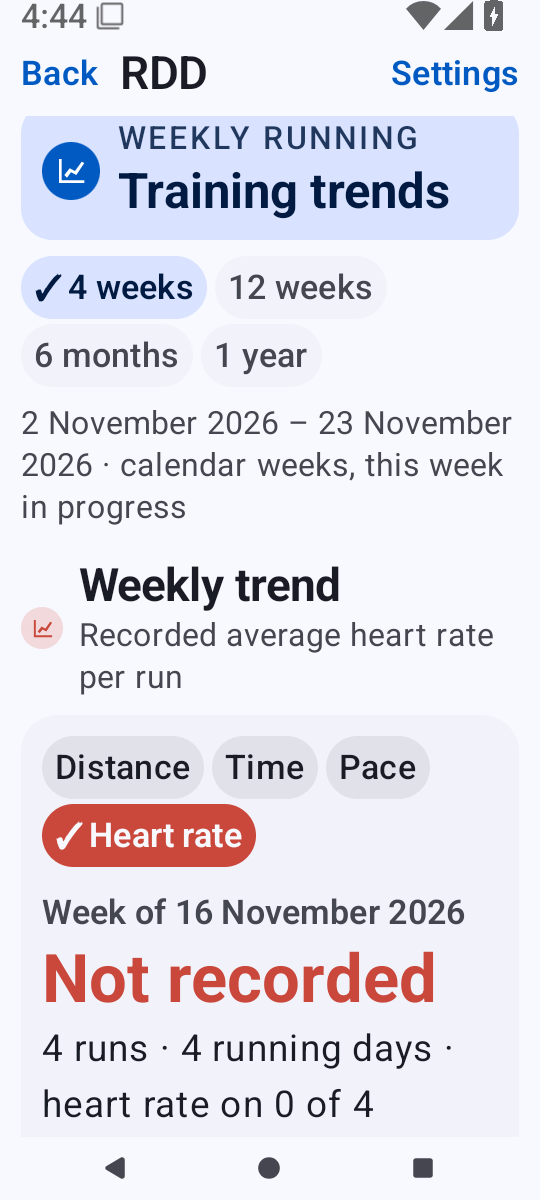 4:44
Back RDD Settings
WEEKLY RUNNING
Training trends
✓ 4 weeks 12 weeks
6 months 1 year
2 November 2026 – 23 November
2026 · calendar weeks, this week
in progress
Weekly trend
Recorded average heart rate
per run
Distance Time Pace
✓ Heart rate
Week of 16 November 2026
Not recorded
4 runs · 4 running days ·
heart rate on 0 of 4